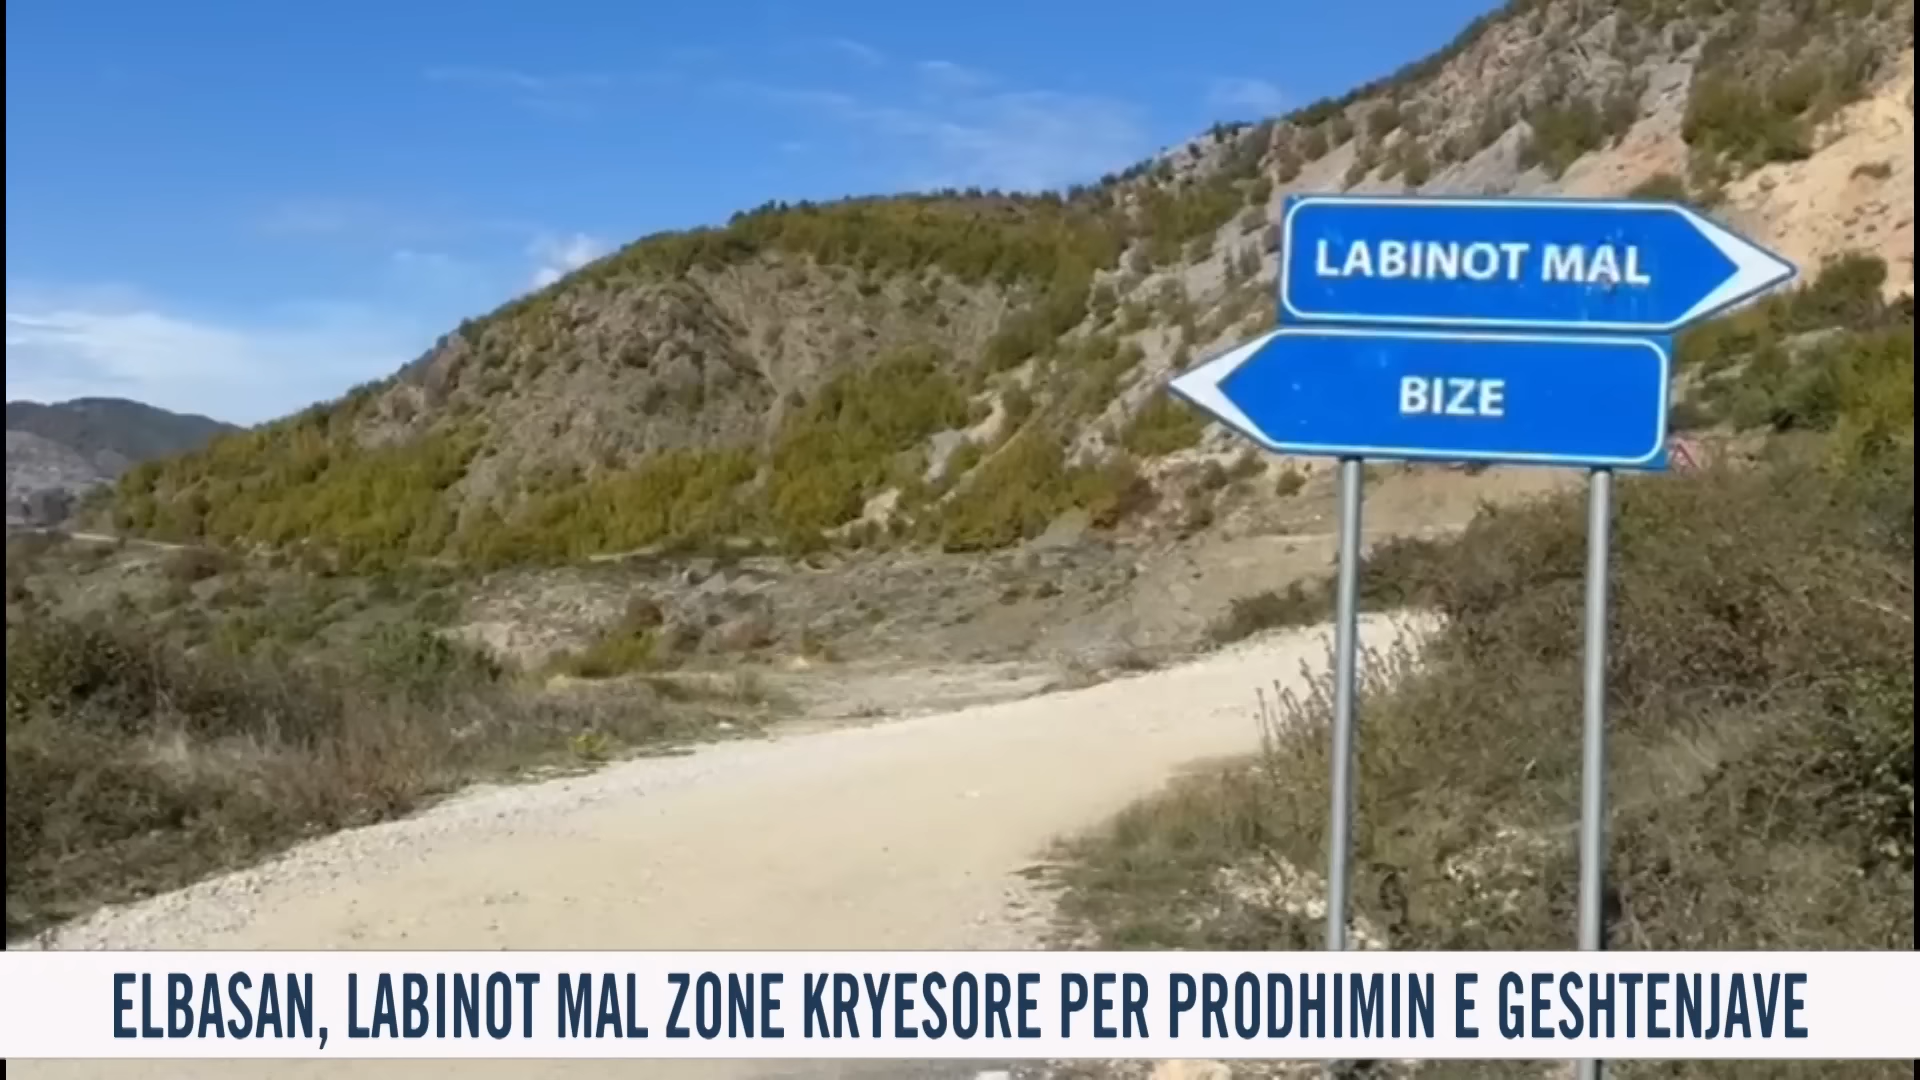 LABINOT MAL
BIZE
ELBASAN, LABINOT MAL ZONE KRYESORE PER PRODHIMIN E GESHTENJAVE